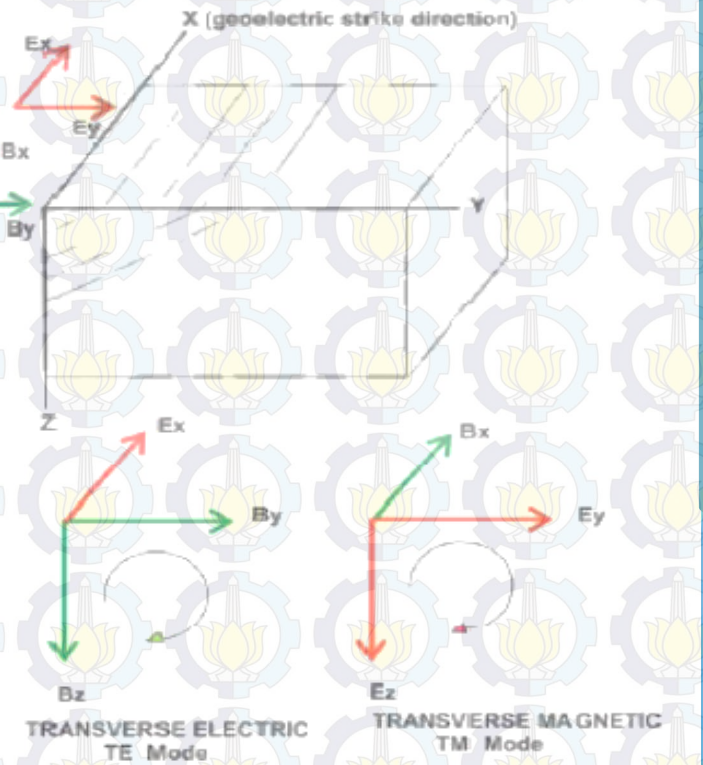 X (geoelectric strike direction)
Ex
Ey
Bx
By
Y
Z
Ex
By
Bz
Bx
Ey
Ez
TRANSVERSE ELECTRIC
TE Mode
TRANSVERSE MAGNETIC
TM Mode